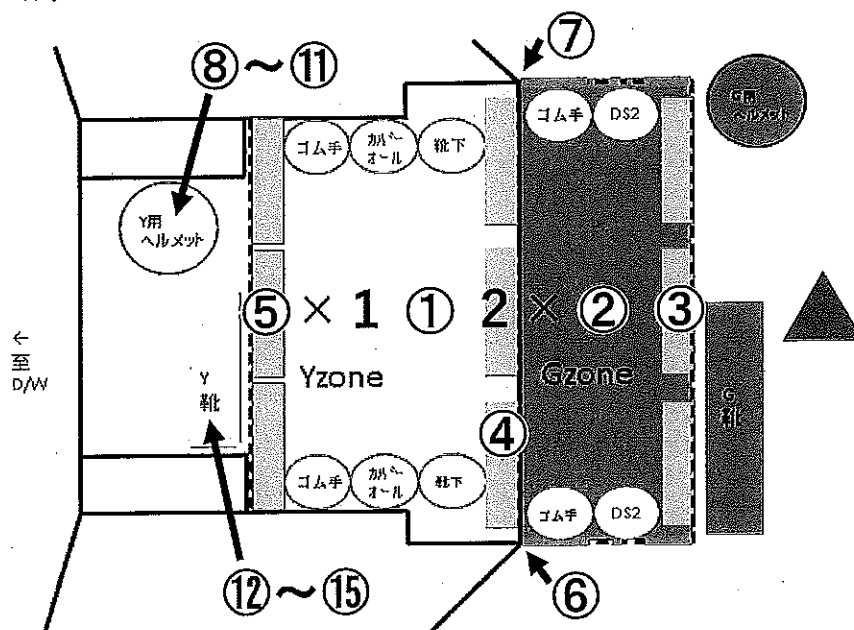 ⑧～⑪
⑦
ゴム手
カバーオール
靴下
ゴム手
DS2
G用
ヘルメット
Y用
ヘルメット
⑤ × 1 ① 2 × ② ③
←
至
D/W
Y
靴
Yzone
Gzone
G
靴
④
ゴム手
カバーオール
靴下
ゴム手
DS2
⑫～⑮
⑥